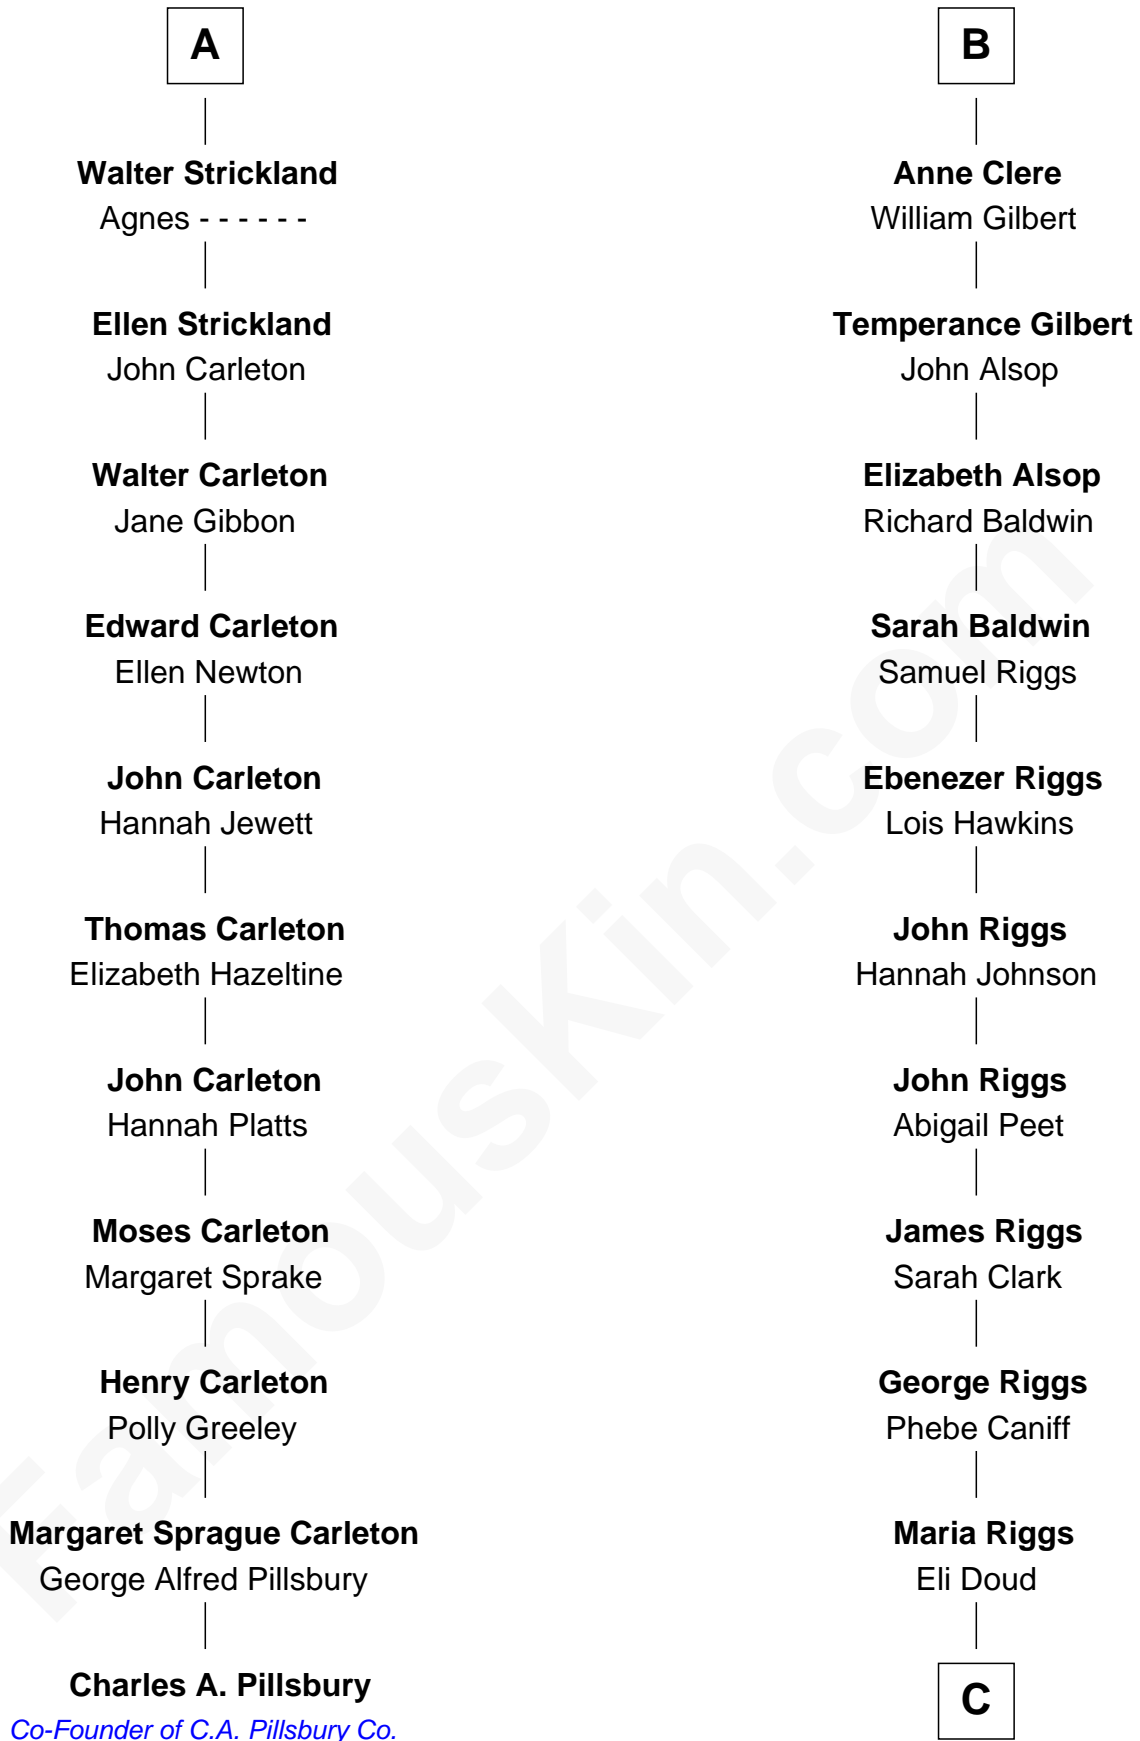 A
Walter Strickland
Agnes - - - - - -
Ellen Strickland
John Carleton
Walter Carleton
Jane Gibbon
Edward Carleton
Ellen Newton
John Carleton
Hannah Jewett
Thomas Carleton
Elizabeth Hazeltine
John Carleton
Hannah Platts
Moses Carleton
Margaret Sprake
Henry Carleton
Polly Greeley
Margaret Sprague Carleton
George Alfred Pillsbury
Charles A. Pillsbury
Co-Founder of C.A. Pillsbury Co.
B
Anne Clere
William Gilbert
Temperance Gilbert
John Alsop
Elizabeth Alsop
Richard Baldwin
Sarah Baldwin
Samuel Riggs
Ebenezer Riggs
Lois Hawkins
John Riggs
Hannah Johnson
John Riggs
Abigail Peet
James Riggs
Sarah Clark
George Riggs
Phebe Caniff
Maria Riggs
Eli Doud
C
FamousKin.com